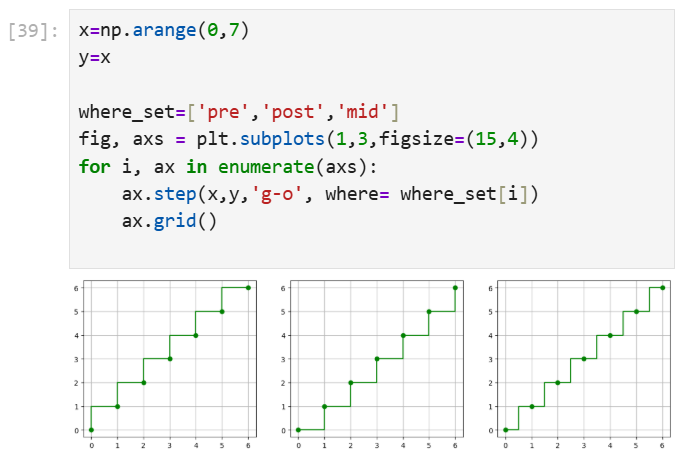 [39]:
x=np.arange(0,7)
y=x
where_set=['pre','post','mid']
fig, axs = plt.subplots(1,3,figsize=(15,4))
for i, ax in enumerate(axs):
    ax.step(x,y,'g-o', where= where_set[i])
    ax.grid()
6
5
4
3
2
1
0
0 1 2 3 4 5 6
6
5
4
3
2
1
0
0 1 2 3 4 5 6
6
5
4
3
2
1
0
0 1 2 3 4 5 6